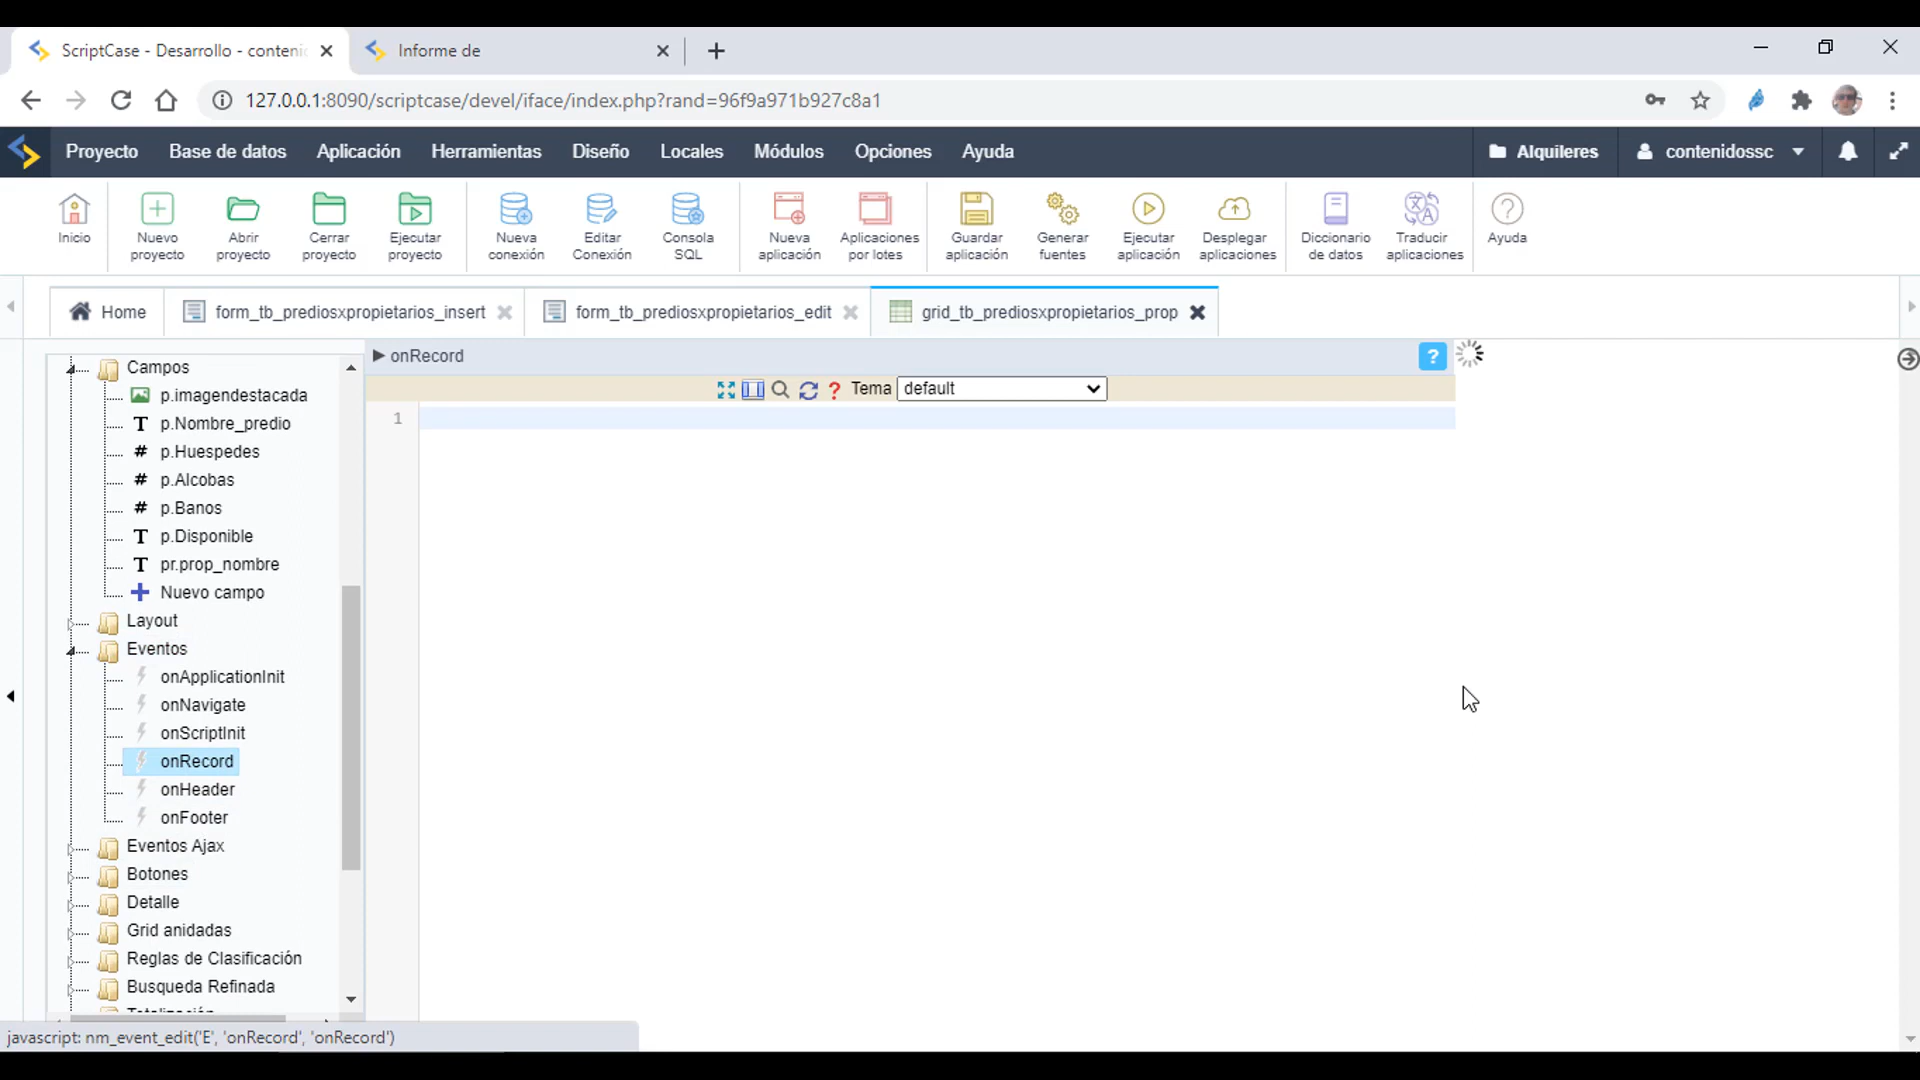 ScriptCase - Desarrollo - conteni
Informe de
127.0.0.1:8090/scriptcase/devel/iface/index.php?rand=96f9a971b927c8a1
Proyecto
Base de datos
Aplicación
Herramientas
Diseño
Locales
Módulos
Opciones
Ayuda
Alquileres
contenidossc
Inicio
Nuevo
proyecto
Abrir
proyecto
Cerrar
proyecto
Ejecutar
proyecto
Nueva
conexión
Editar
Conexión
Consola
SQL
Nueva
aplicación
Aplicaciones
por lotes
Guardar
aplicación
Generar
fuentes
Ejecutar
aplicación
Desplegar
aplicaciones
Diccionario
de datos
Traducir
aplicaciones
Ayuda
Home
form_tb_prediosxpropietarios_insert
form_tb_prediosxpropietarios_edit
grid_tb_prediosxpropietarios_prop
Campos
p.imagendestacada
p.Nombre_predio
p.Huespedes
p.Alcobas
p.Banos
p.Disponible
pr.prop_nombre
Nuevo campo
Layout
Eventos
onApplicationInit
onNavigate
onScriptInit
onRecord
onHeader
onFooter
Eventos Ajax
Botones
Detalle
Grid anidadas
Reglas de Clasificación
Busqueda Refinada
onRecord
?
? Tema default
1
javascript: nm_event_edit('E', 'onRecord', 'onRecord')